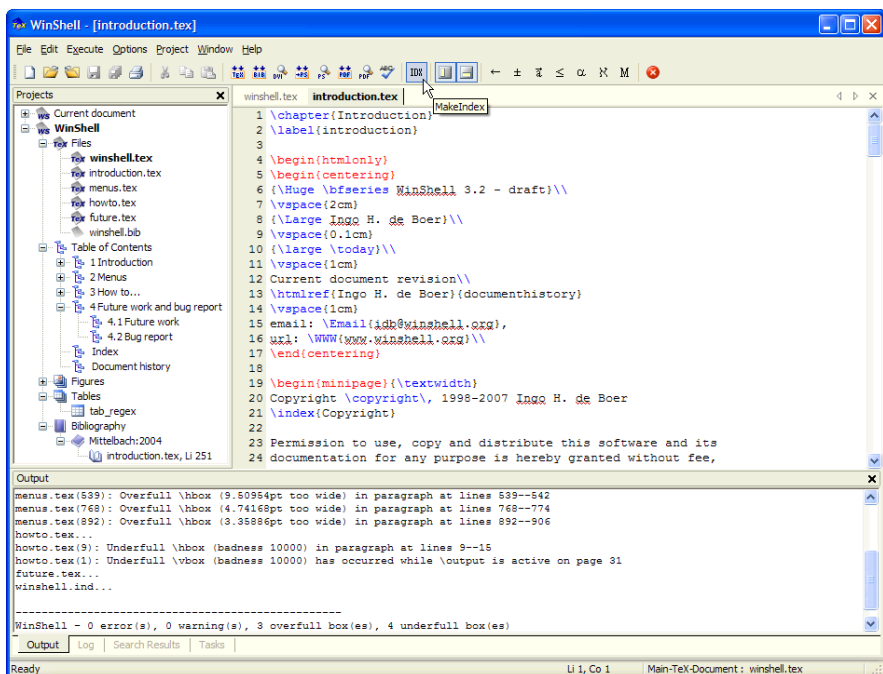 WinShell - [introduction.tex]
File Edit Execute Options Project Window Help
TEX BIB DVI PS PDF PDF ABC IDX ← ± ≤ α ℵ M
Projects
winshell.tex introduction.tex
MakeIndex
Current document
WinShell
Files
winshell.tex
introduction.tex
menus.tex
howto.tex
future.tex
winshell.bib
Table of Contents
1 Introduction
2 Menus
3 How to...
4 Future work and bug report
4.1 Future work
4.2 Bug report
Index
Document history
Figures
Tables
tab_regex
Bibliography
Mittelbach:2004
introduction.tex, Li 251
1 \chapter{Introduction}
2 \label{introduction}
3
4 \begin{htmlonly}
5 \begin{centering}
6 {\Huge \bfseries WinShell 3.2 - draft}\\
7 \vspace{2cm}
8 {\Large Ingo H. de Boer}\\
9 \vspace{0.1cm}
10 {\large \today}\\
11 \vspace{1cm}
12 Current document revision\\
13 \htmlref{Ingo H. de Boer}{documenthistory}
14 \vspace{1cm}
15 email: \Email{idb@winshell.org},
16 url: \WWW{www.winshell.org}\\
17 \end{centering}
18
19 \begin{minipage}{\textwidth}
20 Copyright \copyright\, 1998-2007 Ingo H. de Boer
21 \index{Copyright}
22
23 Permission to use, copy and distribute this software and its
24 documentation for any purpose is hereby granted without fee,
Output
menus.tex(539): Overfull \hbox (9.50954pt too wide) in paragraph at lines 539--542
menus.tex(768): Overfull \hbox (4.74168pt too wide) in paragraph at lines 768--774
menus.tex(892): Overfull \hbox (3.35886pt too wide) in paragraph at lines 892--906
howto.tex...
howto.tex(9): Underfull \hbox (badness 10000) in paragraph at lines 9--15
howto.tex(1): Underfull \vbox (badness 10000) has occurred while \output is active on page 31
future.tex...
winshell.ind...
--------------------------------------------------
WinShell - 0 error(s), 0 warning(s), 3 overfull box(es), 4 underfull box(es)
Output Log Search Results Tasks
Ready Li 1, Co 1 Main-TeX-Document : winshell.tex